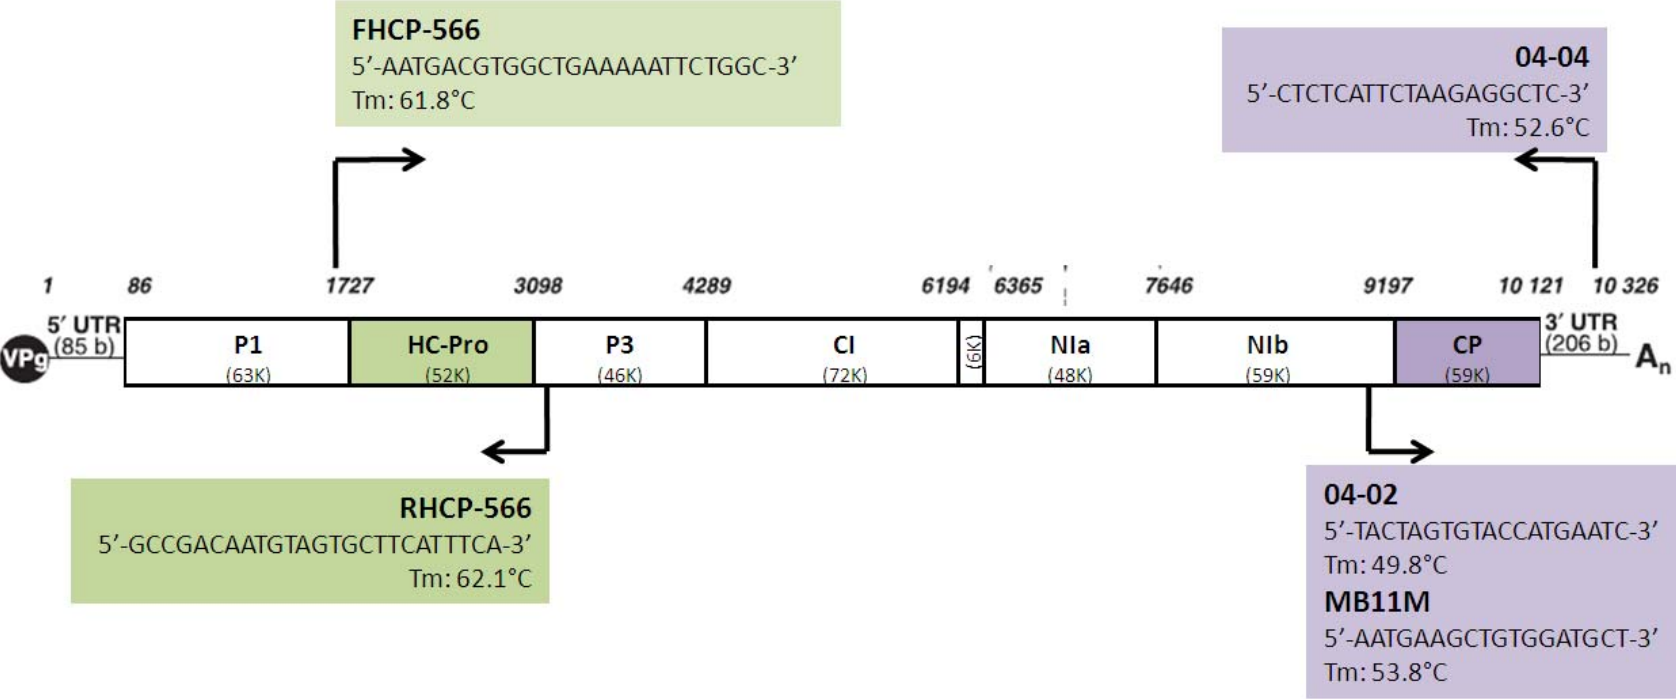 FHCP-566
5′-AATGACGTGGCTGAAAAATTCTGGC-3′
Tm: 61.8°C
04-04
5′-CTCTCATTCTAAGAGGCTC-3′
Tm: 52.6°C
1 86 1727 3098 4289 6194 6365 7646 9197 10 121 10 326
VPg 5′ UTR P1 HC-Pro P3 CI (6K) NIa NIb CP 3′ UTR An
(85 b) (63K) (52K) (46K) (72K) (48K) (59K) (59K) (206 b)
RHCP-566
5′-GCCGACAATGTAGTGCTTCATTTCA-3′
Tm: 62.1°C
04-02
5′-TACTAGTGTACCATGAATC-3′
Tm: 49.8°C
MB11M
5′-AATGAAGCTGTGGATGCT-3′
Tm: 53.8°C